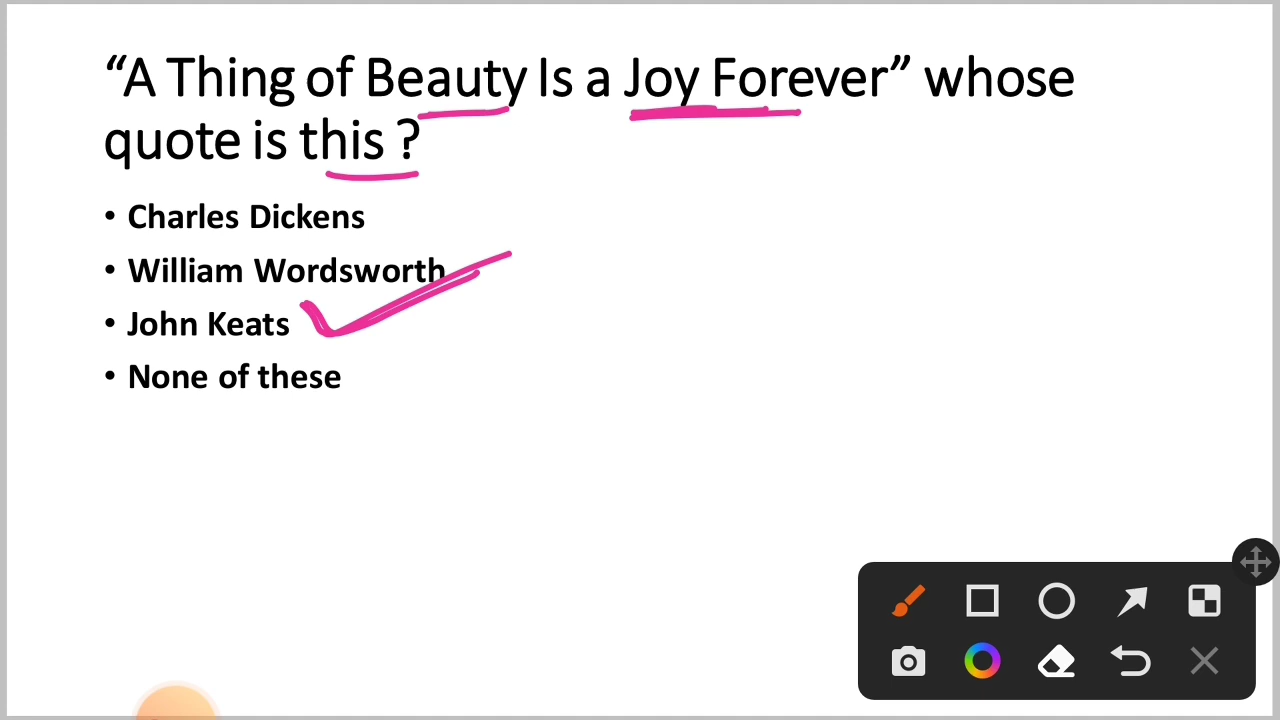 “A Thing of Beauty Is a Joy Forever” whose
quote is this ?
• Charles Dickens
• William Wordsworth
• John Keats
• None of these